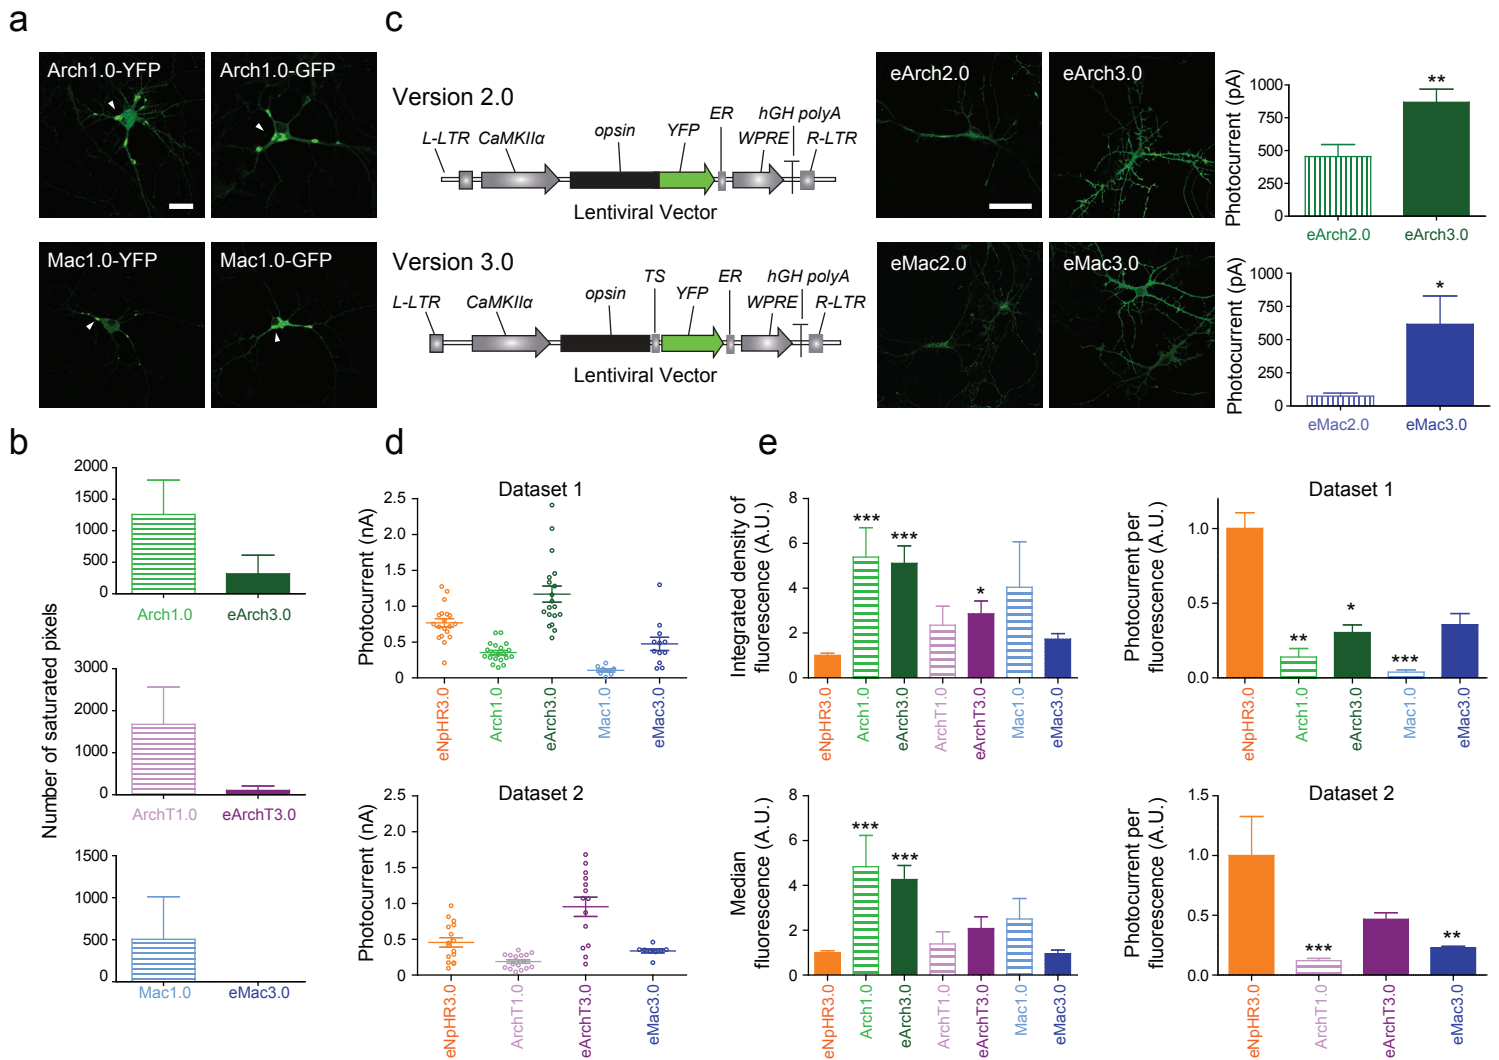 a
Arch1.0-YFP
Arch1.0-GFP
Mac1.0-YFP
Mac1.0-GFP
c
Version 2.0
L-LTR
CaMKIIα
opsin
YFP
ER
WPRE
hGH polyA
R-LTR
Lentiviral Vector
Version 3.0
L-LTR
CaMKIIα
opsin
TS
YFP
ER
WPRE
hGH polyA
R-LTR
Lentiviral Vector
eArch2.0
eArch3.0
eMac2.0
eMac3.0
Photocurrent (pA)
1000
750
500
250
0
**
eArch2.0
eArch3.0
Photocurrent (pA)
1000
750
500
250
0
*
eMac2.0
eMac3.0
b
Number of saturated pixels
2000
1500
1000
500
0
Arch1.0
eArch3.0
3000
2000
1000
0
ArchT1.0
eArchT3.0
1500
1000
500
0
Mac1.0
eMac3.0
d
Dataset 1
Photocurrent (nA)
2.5
2.0
1.5
1.0
0.5
0
eNpHR3.0
Arch1.0
eArch3.0
Mac1.0
eMac3.0
Dataset 2
Photocurrent (nA)
2.5
2.0
1.5
1.0
0.5
0
eNpHR3.0
ArchT1.0
eArchT3.0
eMac3.0
e
Integrated density of
fluorescence (A.U.)
8
6
4
2
0
***
***
*
eNpHR3.0
Arch1.0
eArch3.0
ArchT1.0
eArchT3.0
Mac1.0
eMac3.0
Dataset 1
Photocurrent per
fluorescence (A.U.)
1.0
0.5
0.0
**
*
***
eNpHR3.0
Arch1.0
eArch3.0
Mac1.0
eMac3.0
Median
fluorescence (A.U.)
8
6
4
2
0
***
***
eNpHR3.0
Arch1.0
eArch3.0
ArchT1.0
eArchT3.0
Mac1.0
eMac3.0
Dataset 2
Photocurrent per
fluorescence (A.U.)
1.5
1.0
0.5
0.0
***
**
eNpHR3.0
ArchT1.0
eArchT3.0
eMac3.0